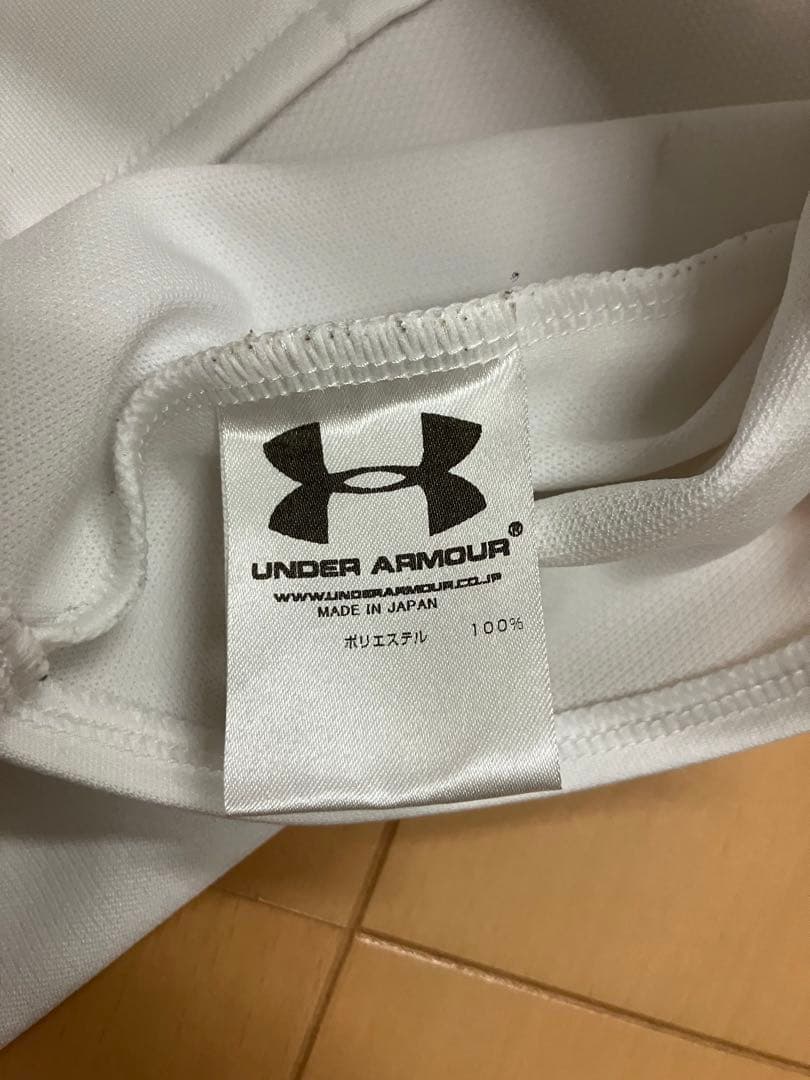 UNDER ARMOUR®
WWW.UNDERARMOUR.CO.JP
MADE IN JAPAN
ポリエステル 100%